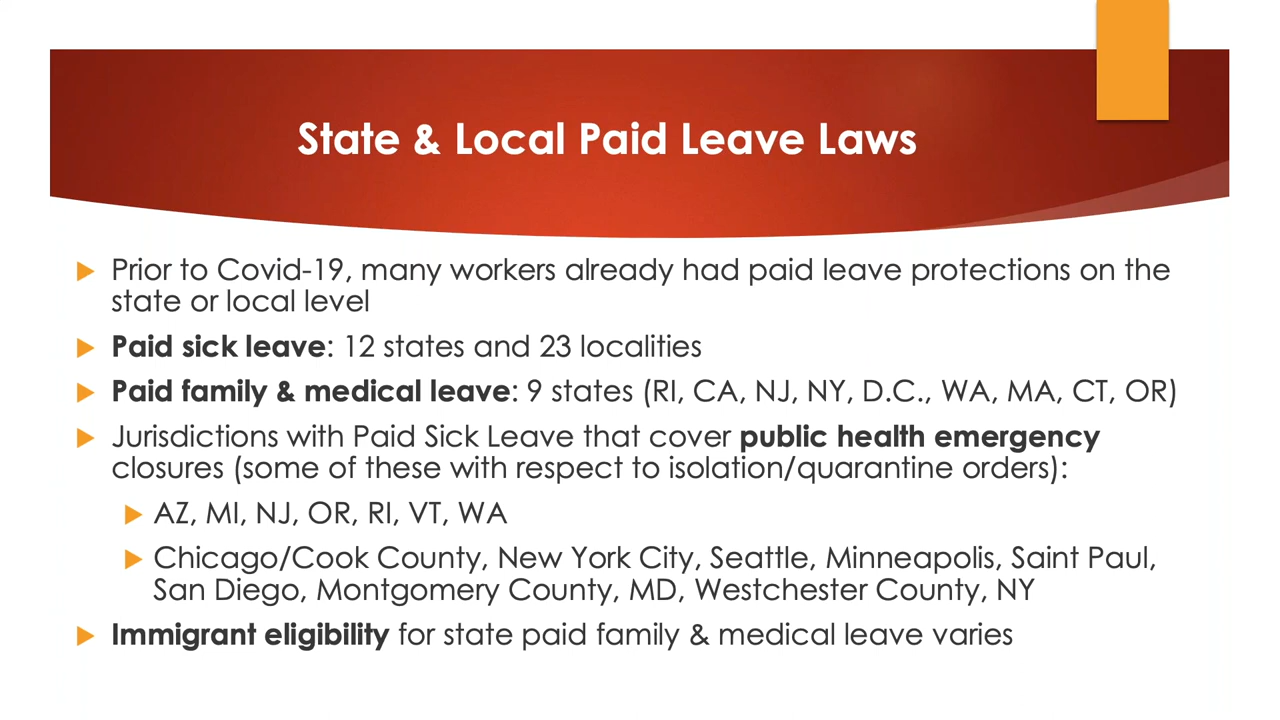 State & Local Paid Leave Laws
Prior to Covid-19, many workers already had paid leave protections on the
state or local level
Paid sick leave: 12 states and 23 localities
Paid family & medical leave: 9 states (RI, CA, NJ, NY, D.C., WA, MA, CT, OR)
Jurisdictions with Paid Sick Leave that cover public health emergency
closures (some of these with respect to isolation/quarantine orders):
AZ, MI, NJ, OR, RI, VT, WA
Chicago/Cook County, New York City, Seattle, Minneapolis, Saint Paul,
San Diego, Montgomery County, MD, Westchester County, NY
Immigrant eligibility for state paid family & medical leave varies